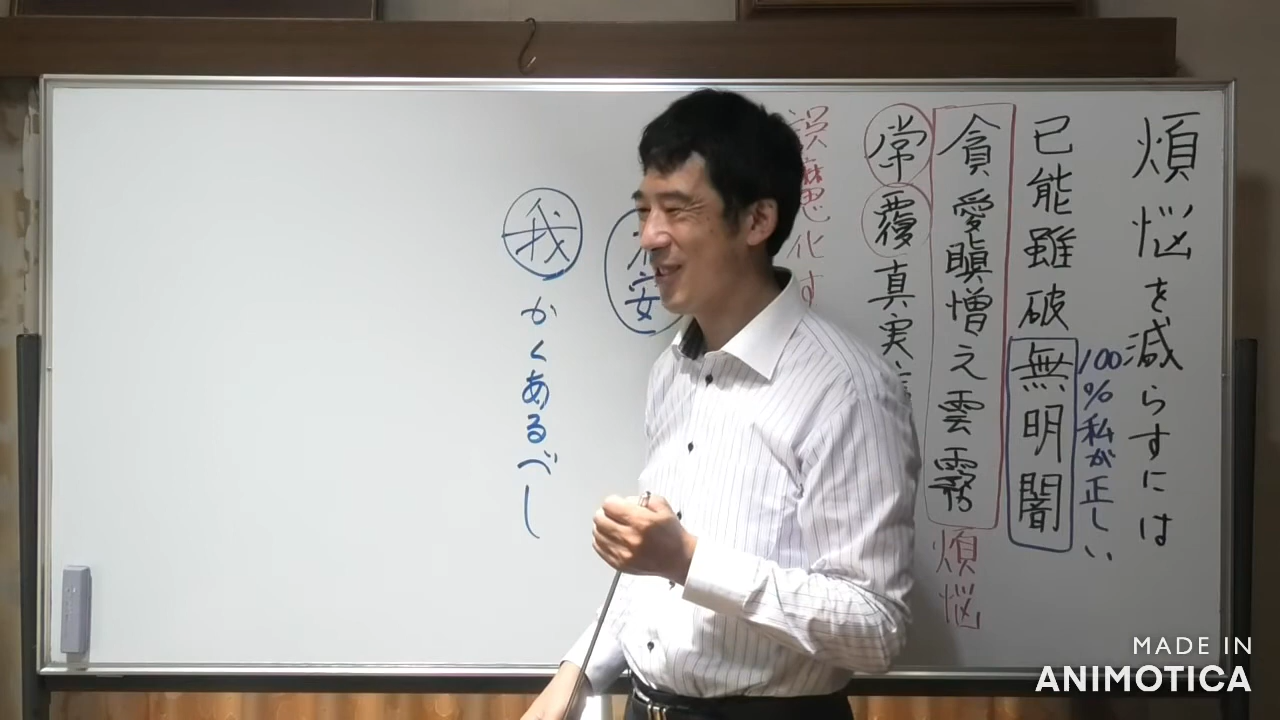 煩悩を減らすには
100%私が正しい
已能雖破無明闇
貪愛瞋憎之雲霧
煩悩
常覆真実
化す
安
我かくあるべし
MADE IN
ANIMOTICA